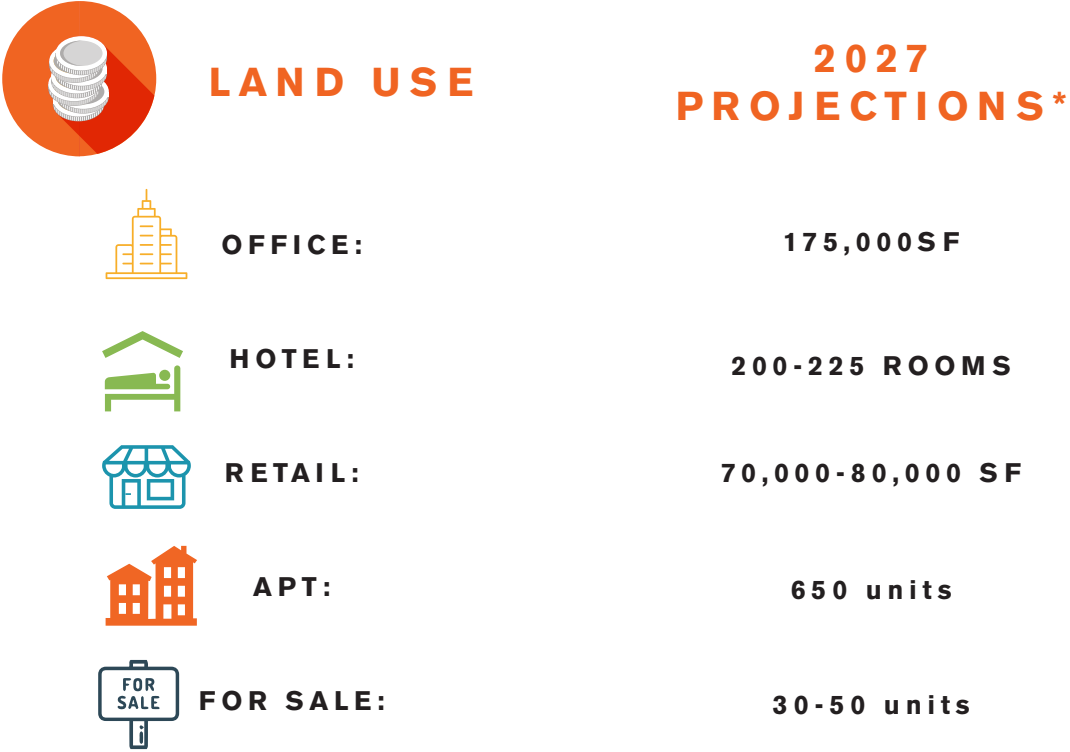 LAND USE
2027
PROJECTIONS*
OFFICE:
175,000SF
HOTEL:
200-225 ROOMS
RETAIL:
70,000-80,000 SF
APT:
650 units
FOR
SALE
FOR SALE:
30-50 units